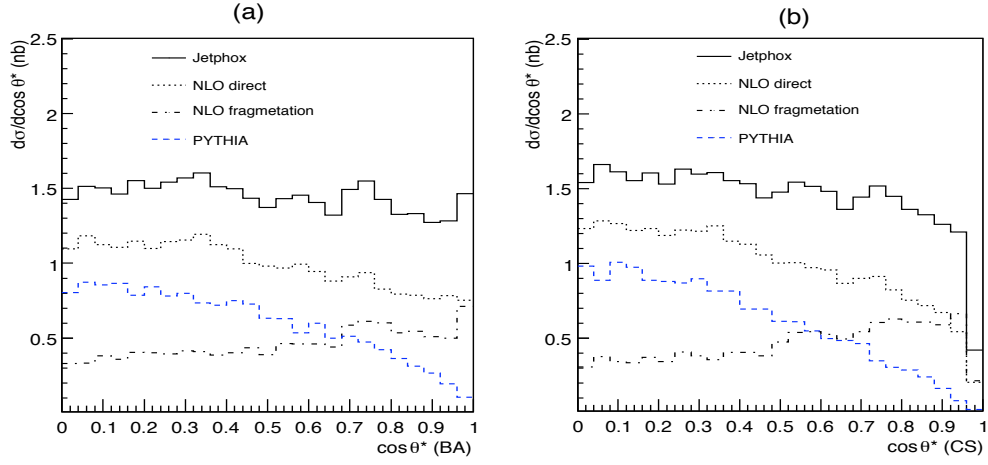 (a)
dσ/dcos θ* (nb)
2.5
2
1.5
1
0.5
Jetphox
NLO direct
NLO fragmetation
PYTHIA
0 0.1 0.2 0.3 0.4 0.5 0.6 0.7 0.8 0.9 1
cos θ* (BA)
(b)
dσ/dcos θ* (nb)
2.5
2
1.5
1
0.5
Jetphox
NLO direct
NLO fragmetation
PYTHIA
0 0.1 0.2 0.3 0.4 0.5 0.6 0.7 0.8 0.9 1
cos θ* (CS)